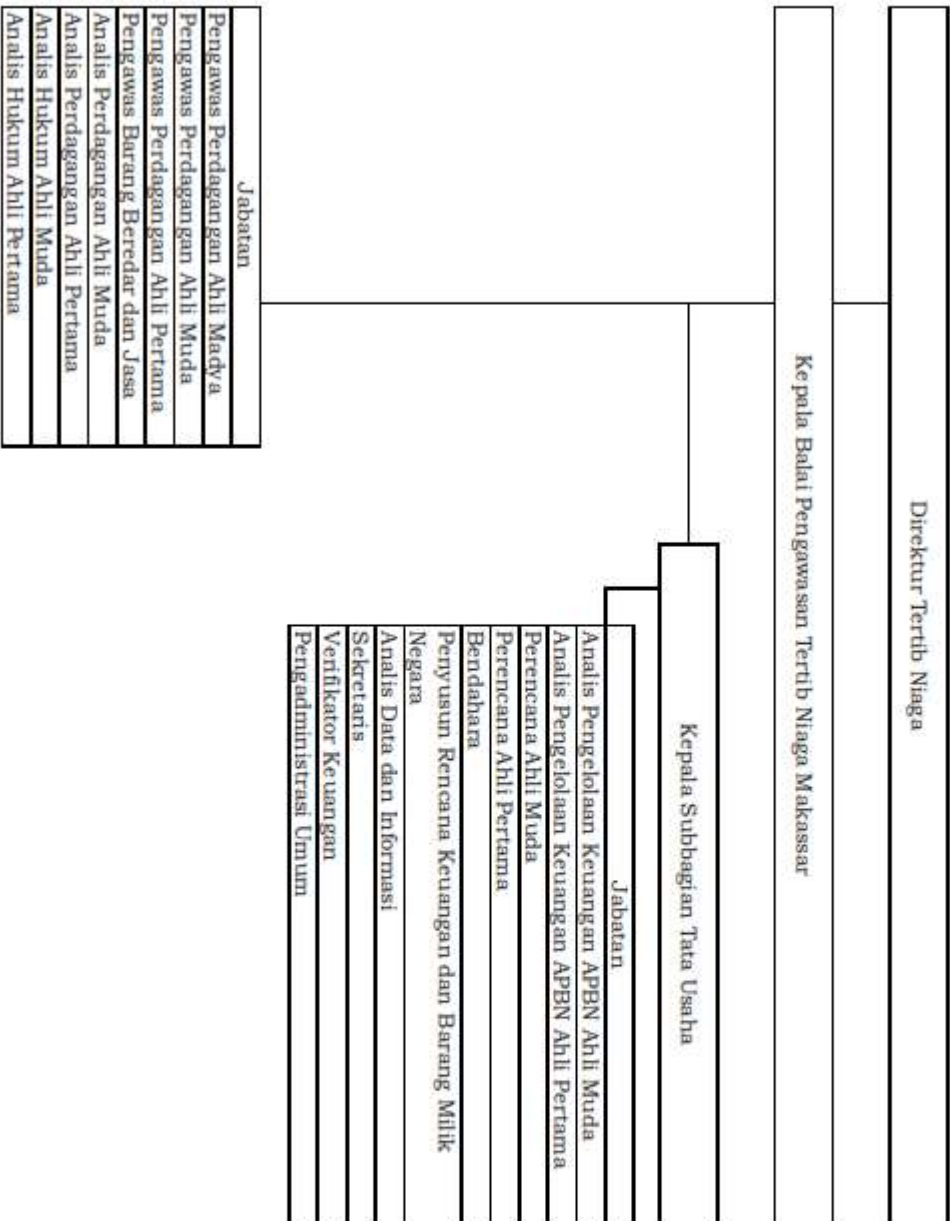 Direktur Tertib Niaga
Kepala Balai Pengawasan Tertib Niaga Makassar
Kepala Subbagian Tata Usaha
Jabatan
Analis Pengelolaan Keuangan APBN Ahli Muda
Analis Pengelolaan Keuangan APBN Ahli Pertama
Perencana Ahli Muda
Perencana Ahli Pertama
Bendahara
Penyusun Rencana Keuangan dan Barang Milik
Negara
Analis Data dan Informasi
Sekretaris
Verifikator Keuangan
Pengadministrasi Umum
Jabatan
Pengawas Perdagangan Ahli Madya
Pengawas Perdagangan Ahli Muda
Pengawas Perdagangan Ahli Pertama
Pengawas Barang Beredar dan Jasa
Analis Perdagangan Ahli Muda
Analis Perdagangan Ahli Pertama
Analis Hukum Ahli Muda
Analis Hukum Ahli Pertama